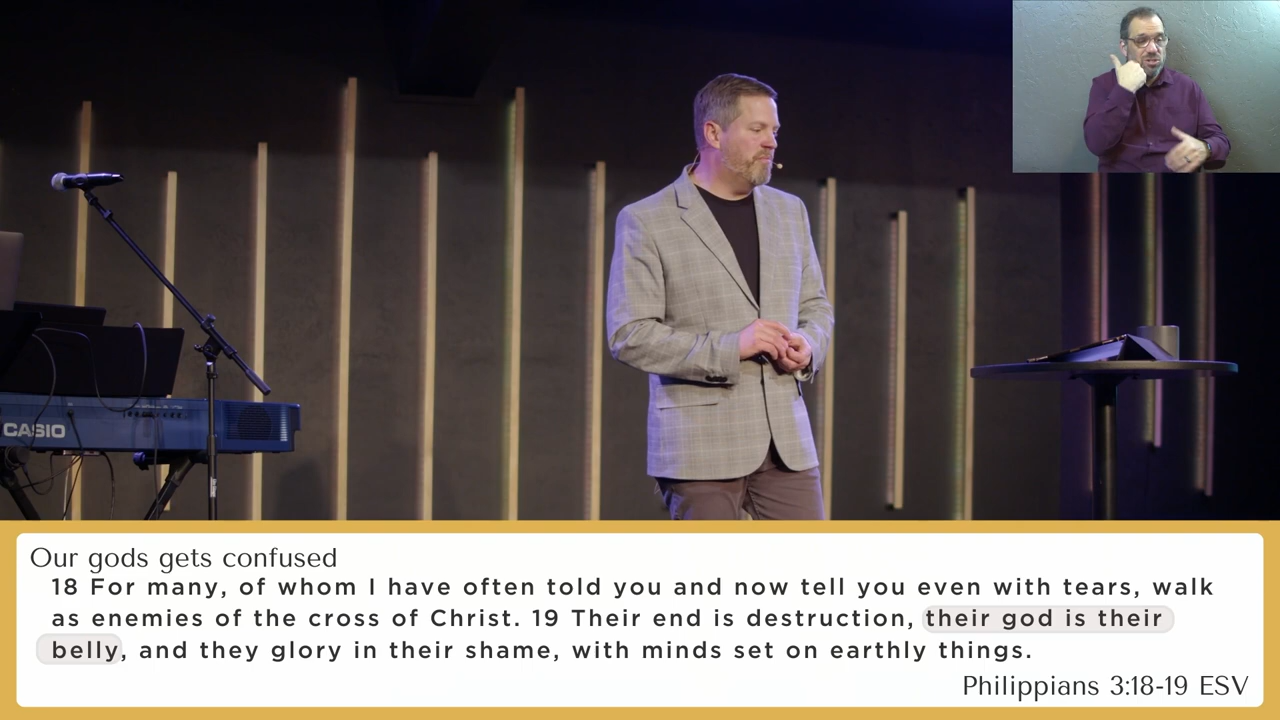 CASIO
Our gods gets confused
18 For many, of whom I have often told you and now tell you even with tears, walk
as enemies of the cross of Christ. 19 Their end is destruction, their god is their
belly, and they glory in their shame, with minds set on earthly things.
Philippians 3:18-19 ESV